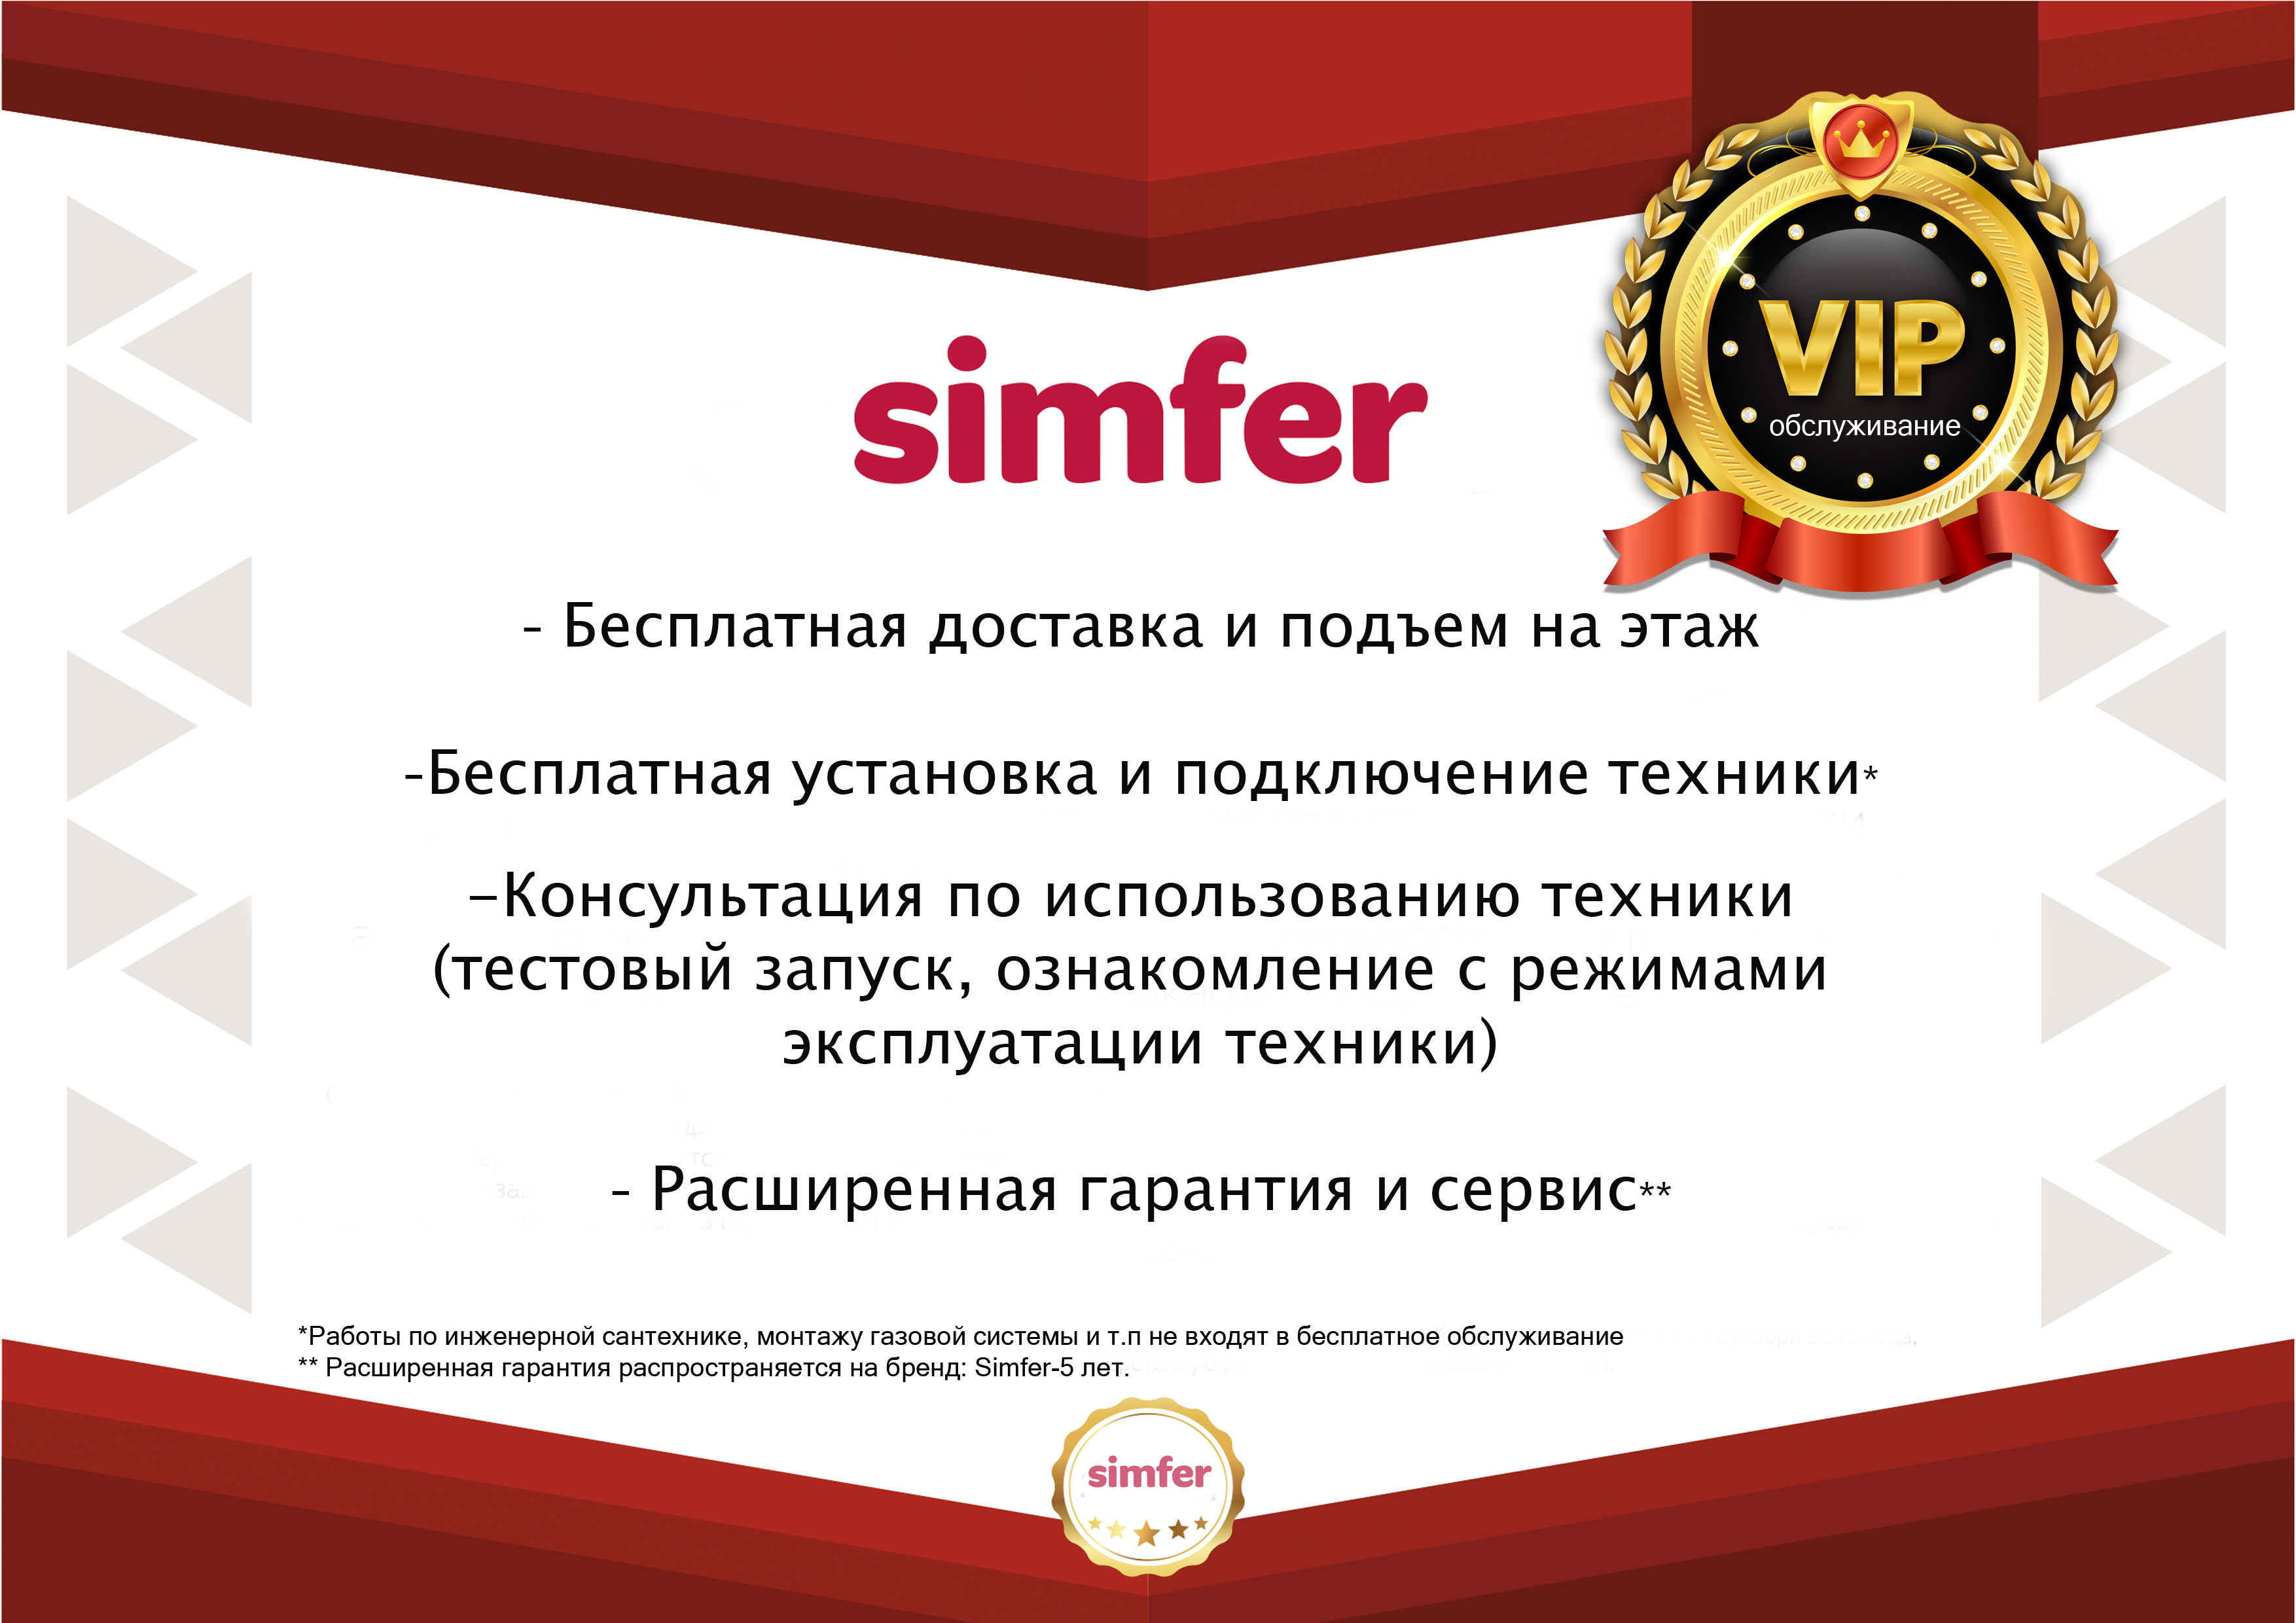 simfer
VIP
обслуживание
- Бесплатная доставка и подъем на этаж
-Бесплатная установка и подключение техники*
-Консультация по использованию техники
(тестовый запуск, ознакомление с режимами
эксплуатации техники)
- Расширенная гарантия и сервис**
*Работы по инженерной сантехнике, монтажу газовой системы и т.п не входят в бесплатное обслуживание
** Расширенная гарантия распространяется на бренд: Simfer-5 лет.
simfer